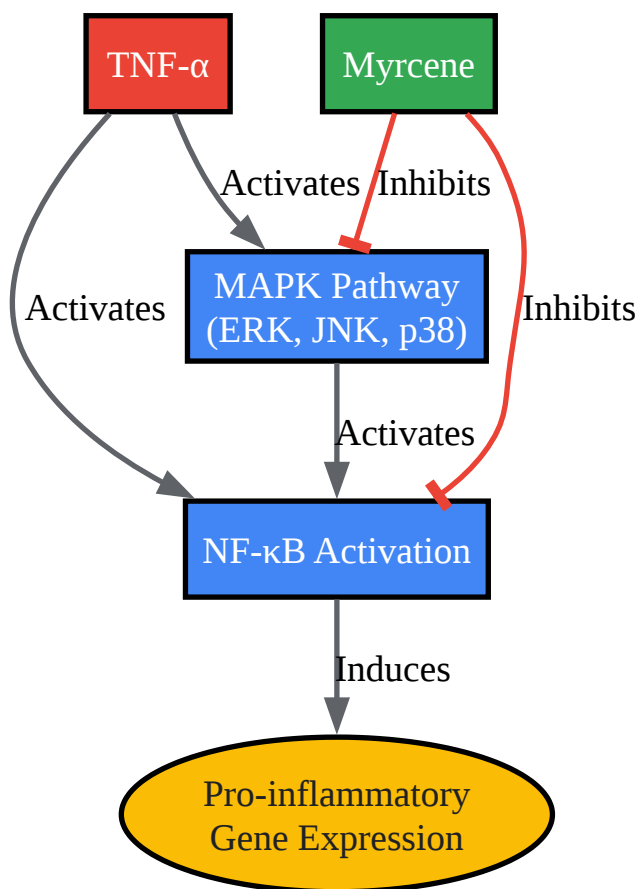 TNF-α
Myrcene
Activates
Inhibits
MAPK Pathway
(ERK, JNK, p38)
Activates
Inhibits
Activates
NF-κB Activation
Induces
Pro-inflammatory
Gene Expression